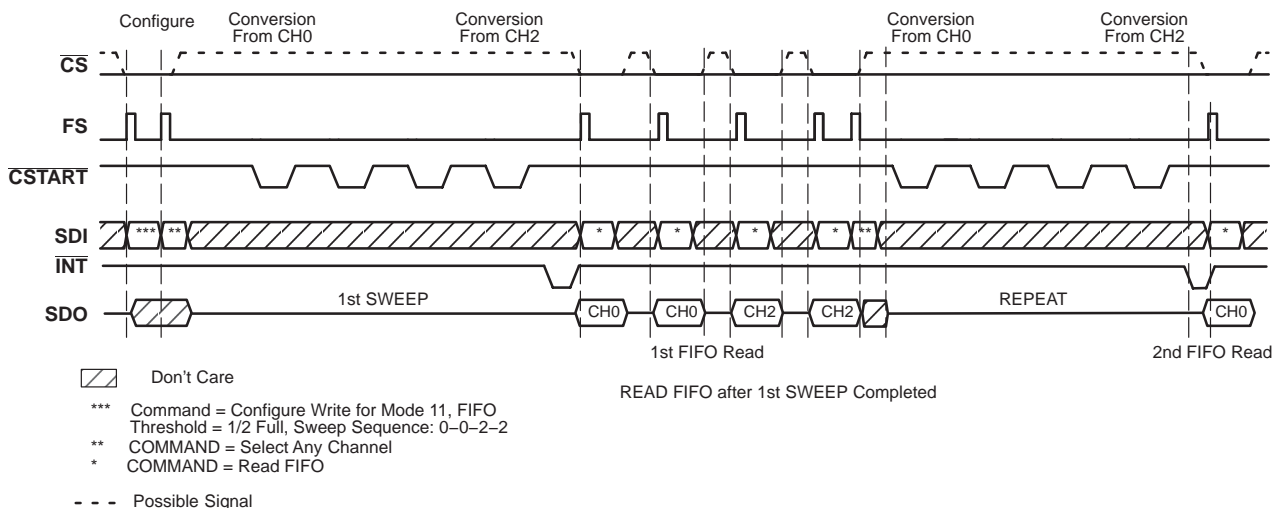 Configure
Conversion
From CH0
Conversion
From CH2
Conversion
From CH0
Conversion
From CH2
CS
FS
CSTART
SDI
*** ** * * * * ** *
INT
SDO
1st SWEEP
CH0 CH0 CH2 CH2
REPEAT
CH0
1st FIFO Read
2nd FIFO Read
Don't Care
READ FIFO after 1st SWEEP Completed
*** Command = Configure Write for Mode 11, FIFO
Threshold = 1/2 Full, Sweep Sequence: 0–0–2–2
** COMMAND = Select Any Channel
* COMMAND = Read FIFO
Possible Signal